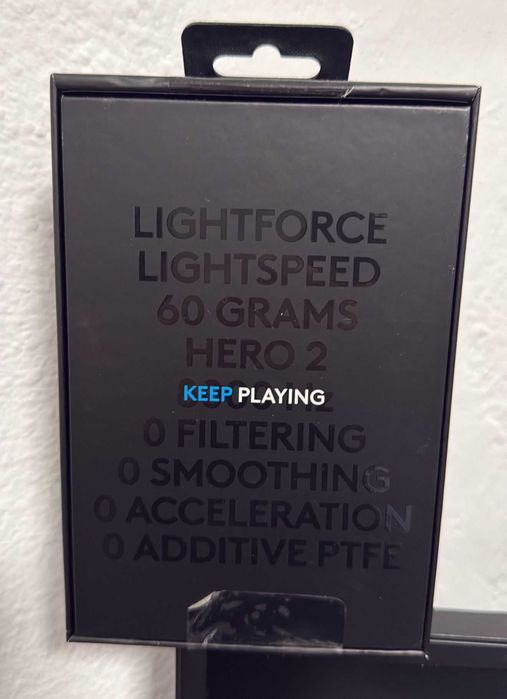 LIGHTFORCE
LIGHTSPEED
60 GRAMS
HERO 2
KEEP PLAYING
0 FILTERING
0 SMOOTHING
0 ACCELERATION
0 ADDITIVE PTFE